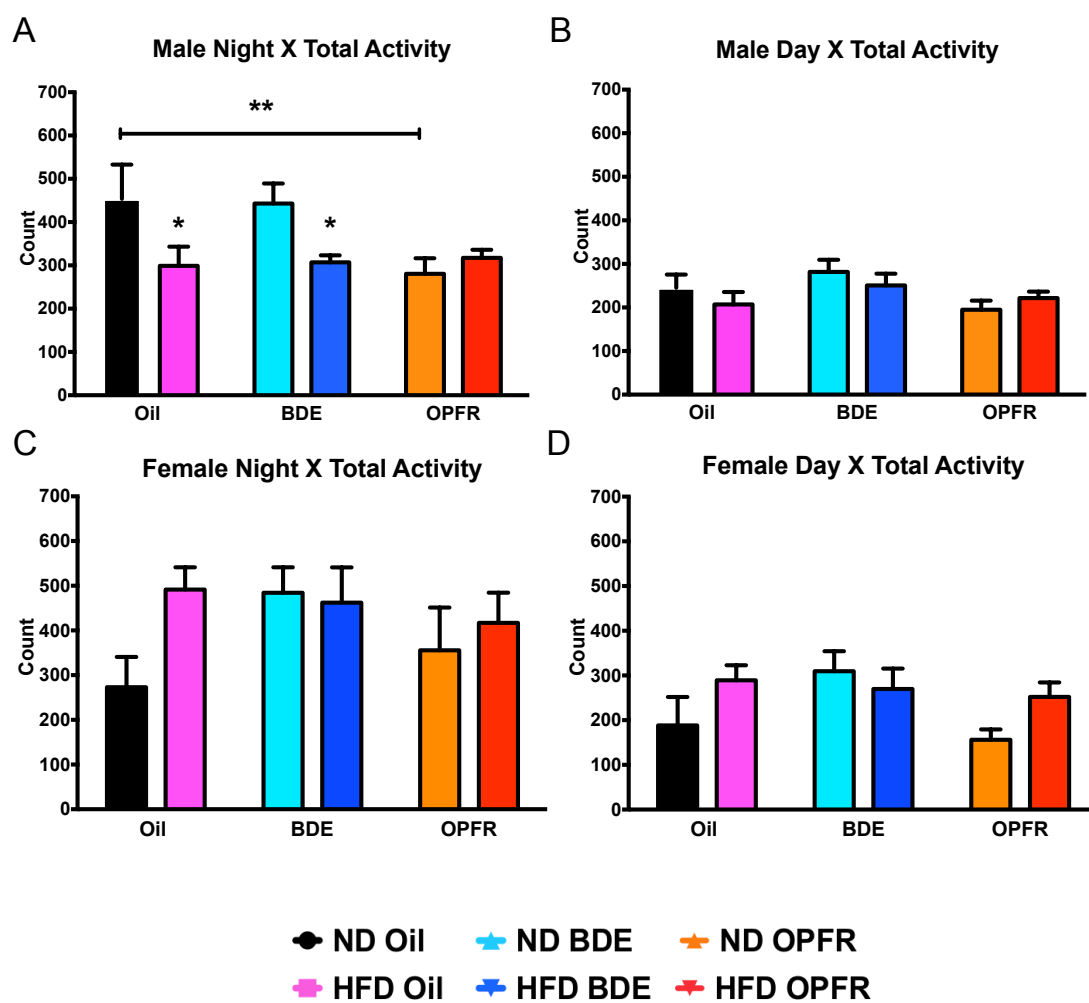 A
Male Night X Total Activity
700
600
500
400
300
200
100
0
Count
**
*
*
Oil BDE OPFR
B
Male Day X Total Activity
700
600
500
400
300
200
100
0
Count
Oil BDE OPFR
C
Female Night X Total Activity
700
600
500
400
300
200
100
0
Count
Oil BDE OPFR
D
Female Day X Total Activity
700
600
500
400
300
200
100
0
Count
Oil BDE OPFR
ND Oil ND BDE ND OPFR
HFD Oil HFD BDE HFD OPFR